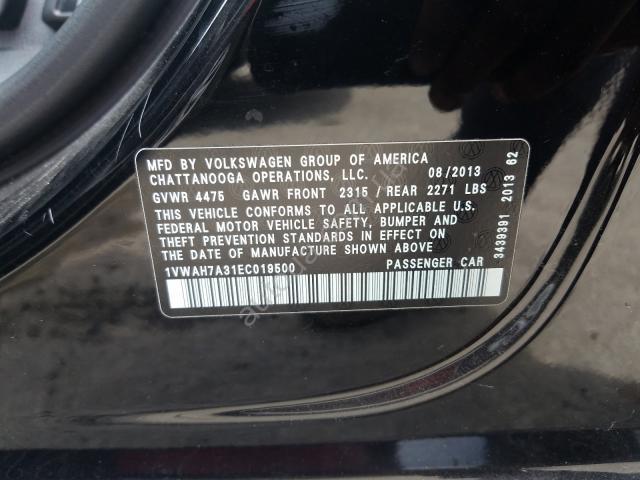 MFD BY VOLKSWAGEN GROUP OF AMERICA
CHATTANOOGA OPERATIONS, LLC. 08/2013
GVWR 4475 GAWR FRONT 2315/ REAR 2271 LBS
THIS VEHICLE CONFORMS TO ALL APPLICABLE U.S.
FEDERAL MOTOR VEHICLE SAFETY, BUMPER AND
THEFT PREVENTION STANDARDS IN EFFECT ON
THE DATE OF MANUFACTURE SHOWN ABOVE
1VWAH7A31EC019500 PASSENGER CAR
3439391 2013 62